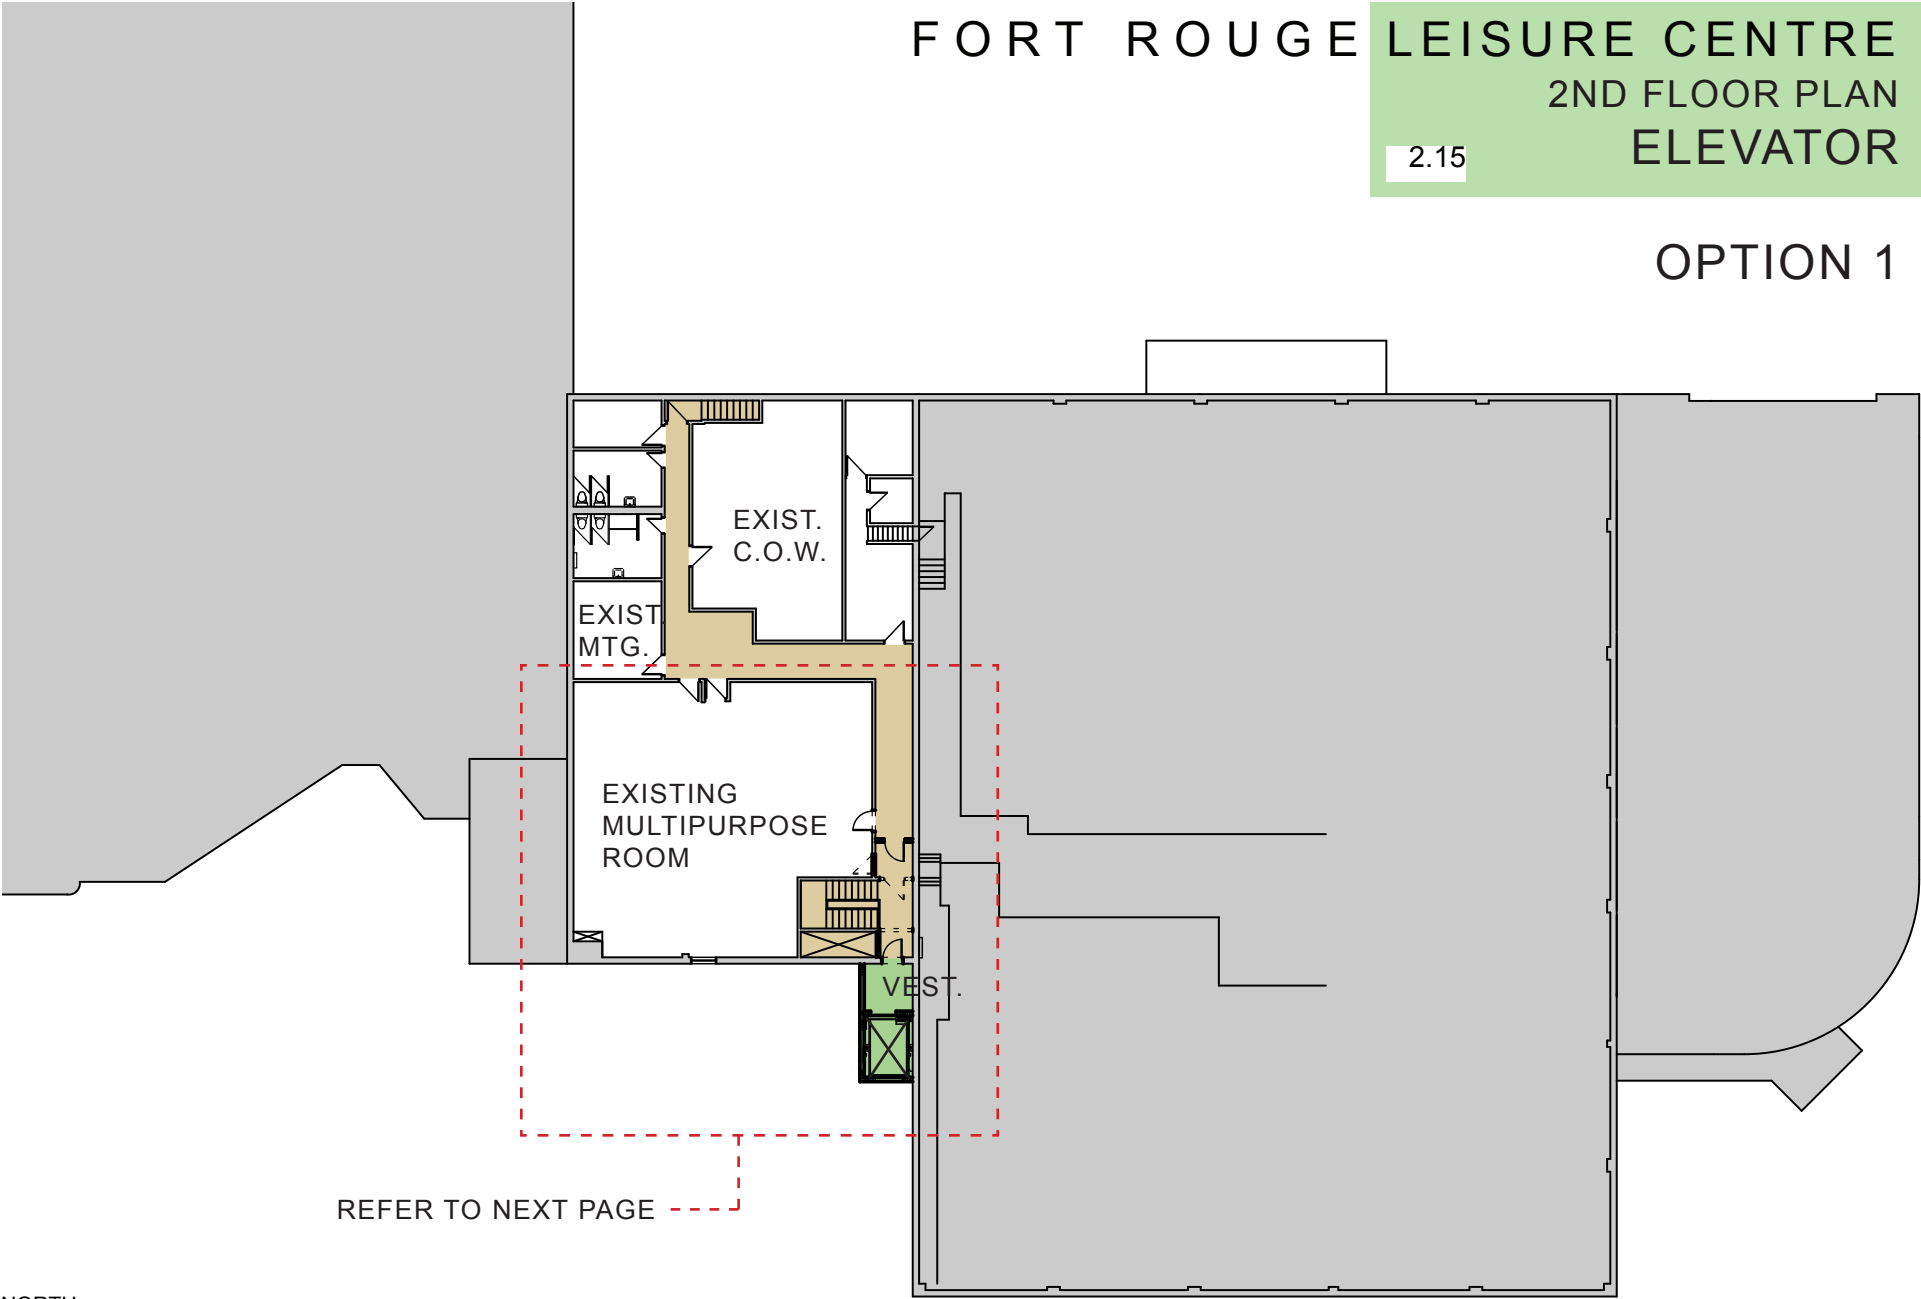 FORT ROUGE LEISURE CENTRE
2ND FLOOR PLAN
ELEVATOR
2.15
OPTION 1
EXIST.
C.O.W.
EXIST.
MTG.
EXISTING
MULTIPURPOSE
ROOM
VEST.
REFER TO NEXT PAGE
NORTH